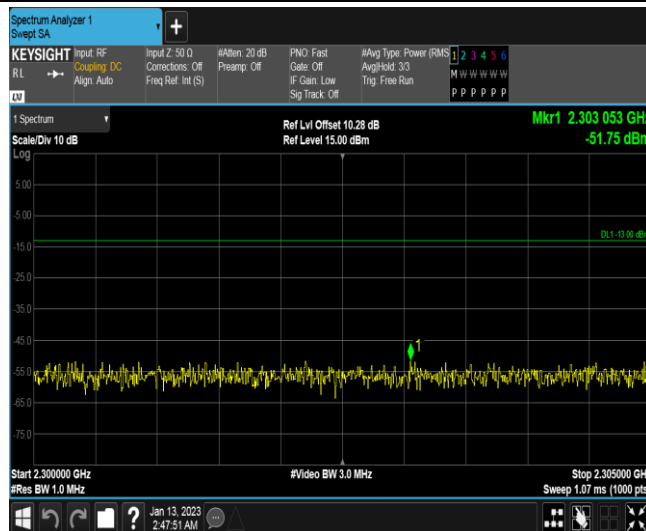 Spectrum Analyzer 1
Swept SA
+
KEYSIGHT
RL
LXI
Input: RF
Coupling: DC
Align: Auto
Input Z: 50 Ω
Corrections: Off
Freq Ref: Int (S)
#Atten: 20 dB
Preamp: Off
PNO: Fast
Gate: Off
IF Gain: Low
Sig Track: Off
#Avg Type: Power (RMS
Avg|Hold: 3/3
Trig: Free Run
1 2 3 4 5 6
M W W W W W
P P P P P P
1 Spectrum
Scale/Div 10 dB
Ref Lvl Offset 10.28 dB
Ref Level 15.00 dBm
Mkr1 2.303 053 GHz
-51.75 dBm
Log
5.00
-5.00
DL1 -13.00 dBm
-15.0
-25.0
-35.0
-45.0
1
-55.0
-65.0
-75.0
Start 2.300000 GHz
#Res BW 1.0 MHz
#Video BW 3.0 MHz
Stop 2.305000 GHz
Sweep 1.07 ms (1000 pts
?
Jan 13, 2023
2:47:51 AM